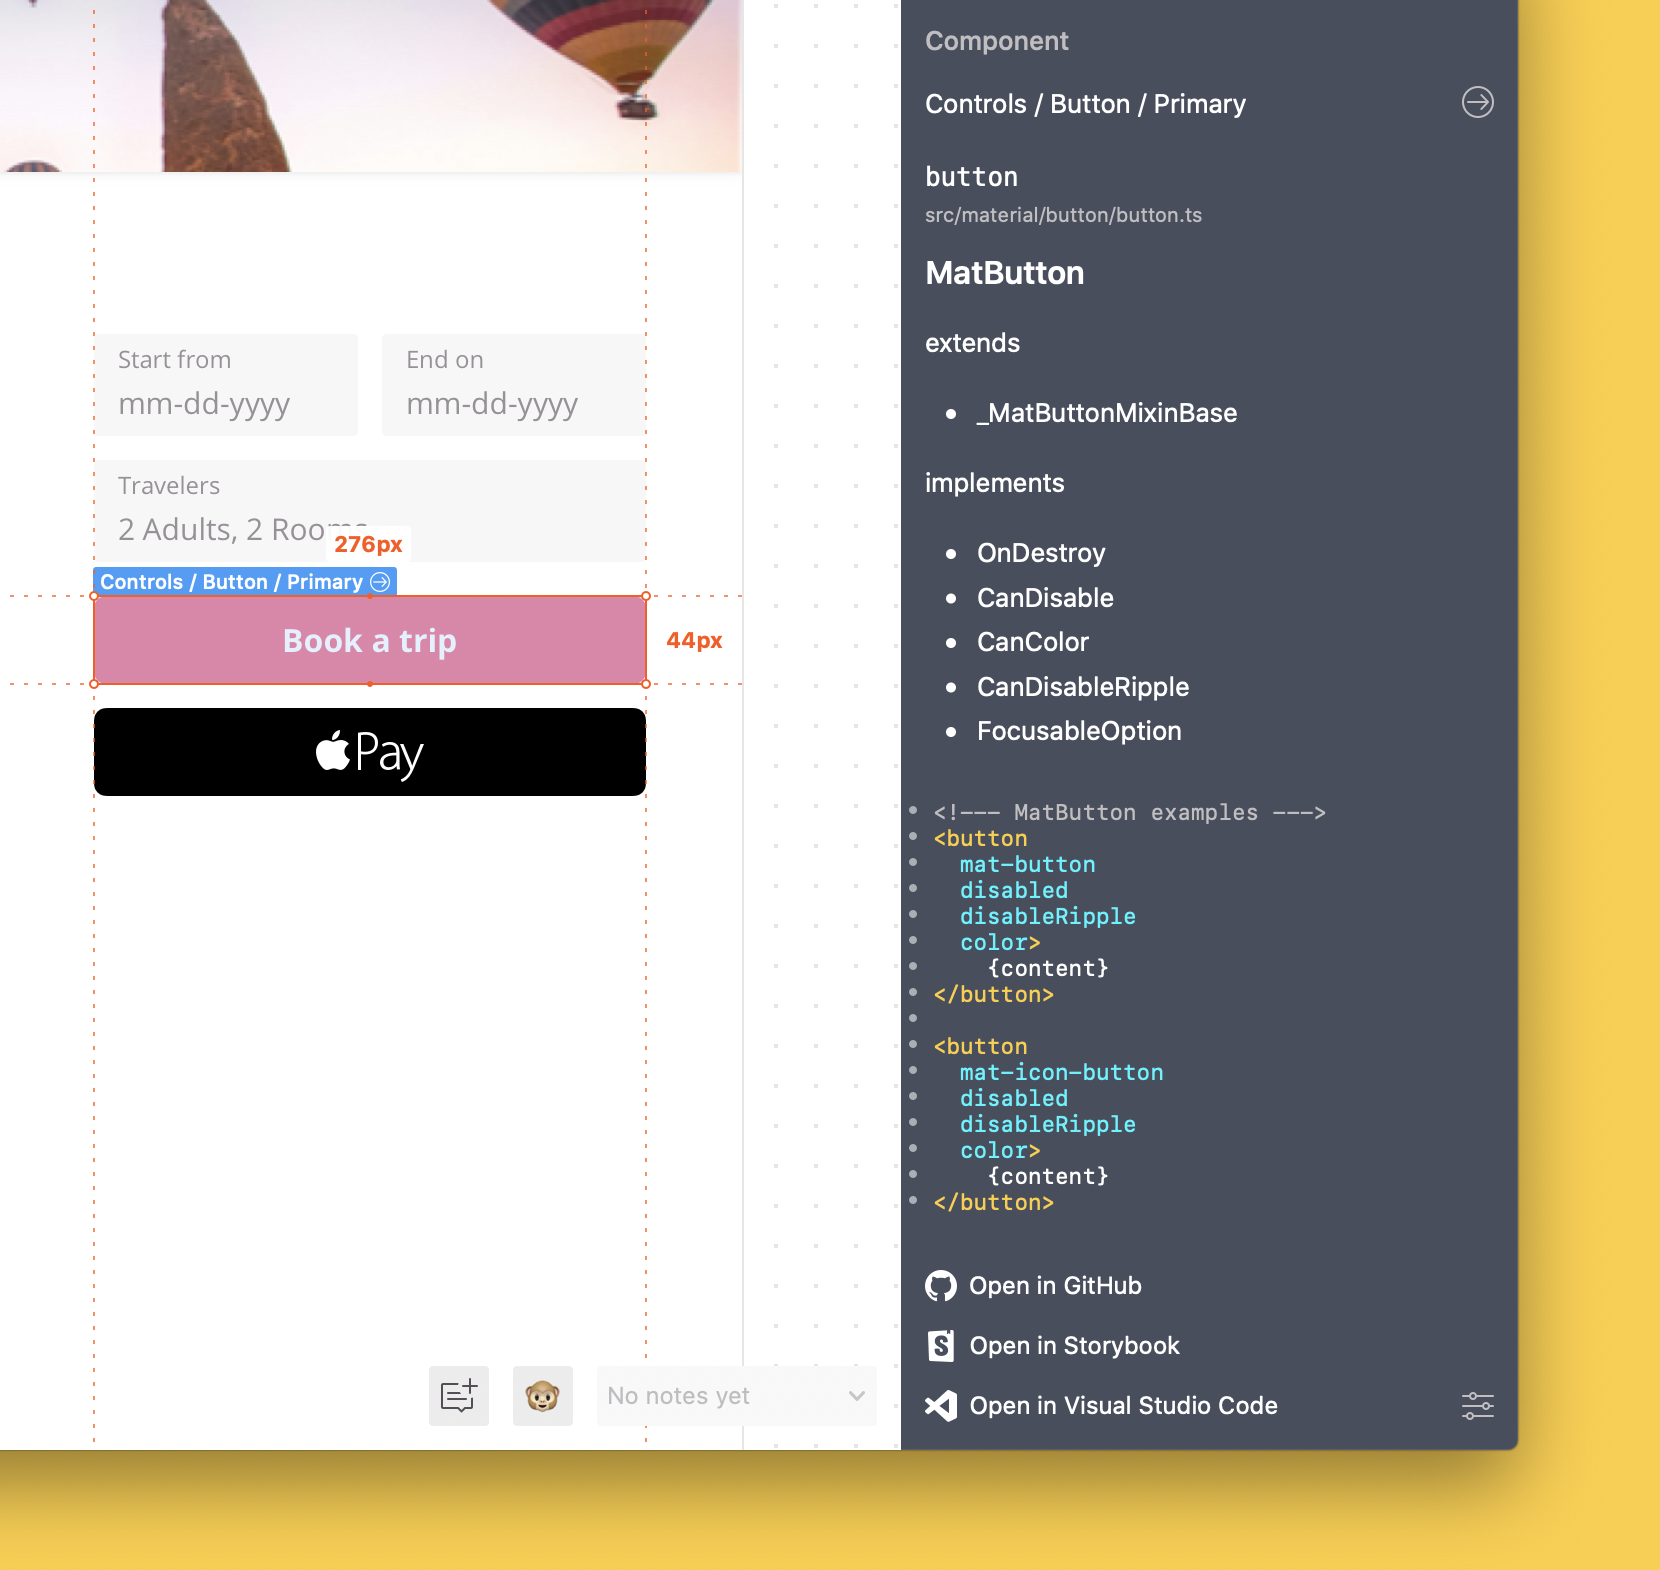 Start from
mm-dd-yyyy
End on
mm-dd-yyyy
Travelers
2 Adults, 2 Rooms
276px
Controls / Button / Primary
Book a trip
44px
Pay
No notes yet
Component
Controls / Button / Primary
button
src/material/button/button.ts
MatButton
extends
• _MatButtonMixinBase
implements
• OnDestroy
• CanDisable
• CanColor
• CanDisableRipple
• FocusableOption
<!--- MatButton examples --->
<button
mat-button
disabled
disableRipple
color>
{content}
</button>
<button
mat-icon-button
disabled
disableRipple
color>
{content}
</button>
Open in GitHub
Open in Storybook
Open in Visual Studio Code